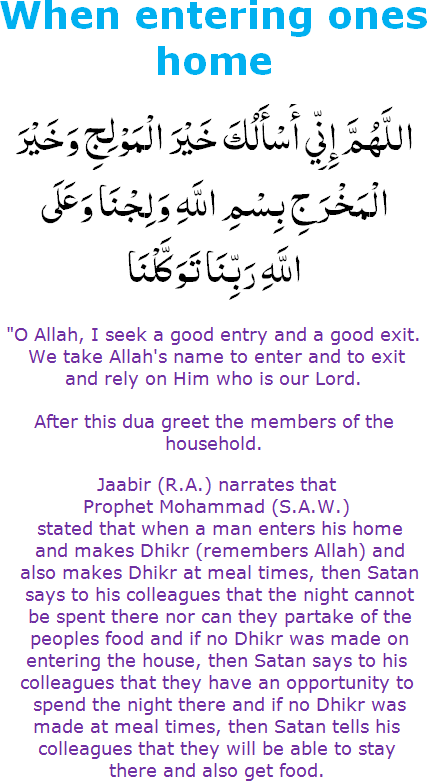 When entering ones
home
اللَّهُمَّ إِنِّي أَسْأَلُكَ خَيْرَ الْمَوْلِجِ وَخَيْرَ
الْمَخْرَجِ بِسْمِ اللَّهِ وَلِجْنَا وَعَلَى
اللَّهِ رَبِّنَا تَوَكَّلْنَا
"O Allah, I seek a good entry and a good exit.
We take Allah's name to enter and to exit
and rely on Him who is our Lord.
After this dua greet the members of the
household.
Jaabir (R.A.) narrates that
Prophet Mohammad (S.A.W.)
stated that when a man enters his home
and makes Dhikr (remembers Allah) and
also makes Dhikr at meal times, then Satan
says to his colleagues that the night cannot
be spent there nor can they partake of the
peoples food and if no Dhikr was made on
entering the house, then Satan says to his
colleagues that they have an opportunity to
spend the night there and if no Dhikr was
made at meal times, then Satan tells his
colleagues that they will be able to stay
there and also get food.